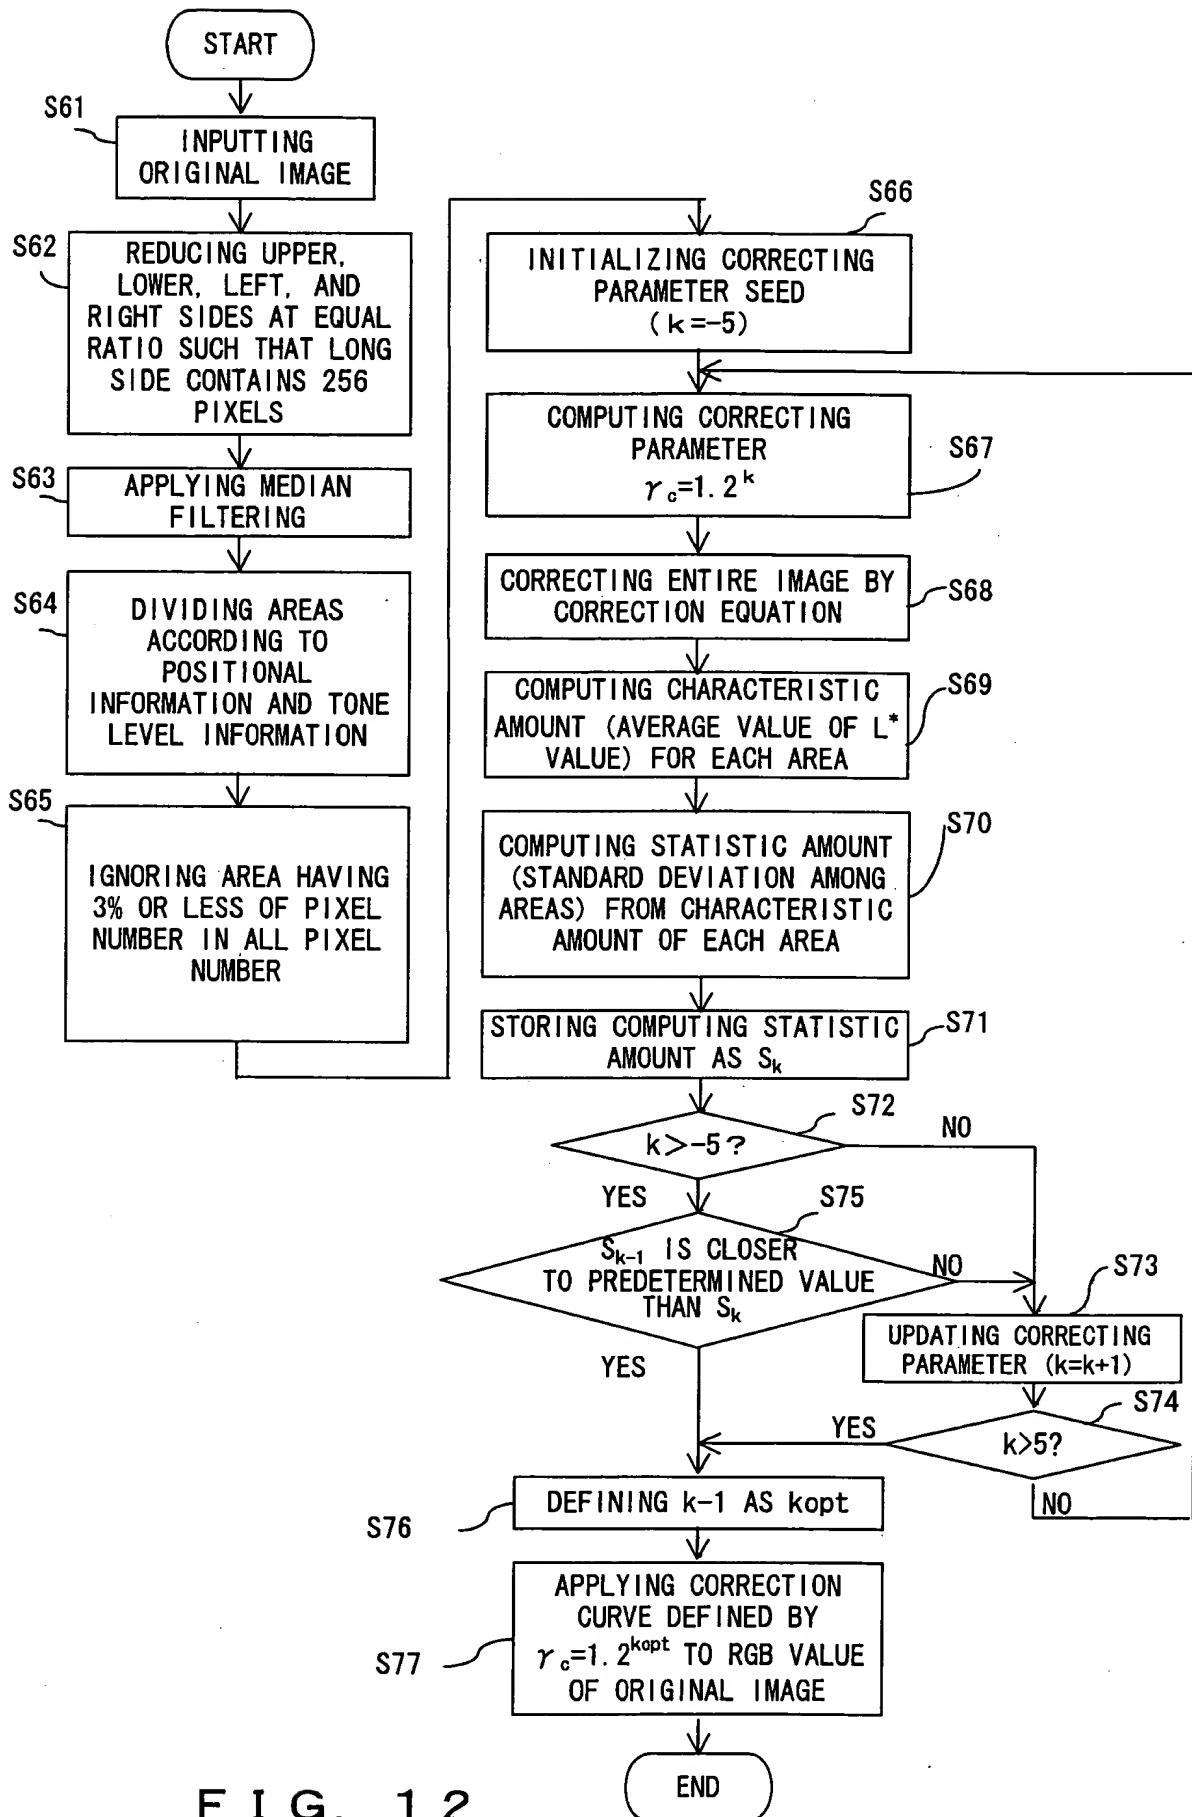 START
S61
INPUTTING
ORIGINAL IMAGE
S62
REDUCING UPPER,
LOWER, LEFT, AND
RIGHT SIDES AT EQUAL
RATIO SUCH THAT LONG
SIDE CONTAINS 256
PIXELS
S63
APPLYING MEDIAN
FILTERING
S64
DIVIDING AREAS
ACCORDING TO
POSITIONAL
INFORMATION AND TONE
LEVEL INFORMATION
S65
IGNORING AREA HAVING
3% OR LESS OF PIXEL
NUMBER IN ALL PIXEL
NUMBER
S66
INITIALIZING CORRECTING
PARAMETER SEED
(k=-5)
COMPUTING CORRECTING
PARAMETER
γc=1.2^k
S67
CORRECTING ENTIRE IMAGE BY
CORRECTION EQUATION
S68
COMPUTING CHARACTERISTIC
AMOUNT (AVERAGE VALUE OF L*
VALUE) FOR EACH AREA
S69
COMPUTING STATISTIC AMOUNT
(STANDARD DEVIATION AMONG
AREAS) FROM CHARACTERISTIC
AMOUNT OF EACH AREA
S70
STORING COMPUTING STATISTIC
AMOUNT AS Sk
S71
S72
k>-5?
NO
YES
S75
Sk-1 IS CLOSER
TO PREDETERMINED VALUE
THAN Sk
NO
YES
S73
UPDATING CORRECTING
PARAMETER (k=k+1)
S74
k>5?
YES
NO
DEFINING k-1 AS kopt
S76
APPLYING CORRECTION
CURVE DEFINED BY
γc=1.2^kopt TO RGB VALUE
OF ORIGINAL IMAGE
S77
END
FIG. 12